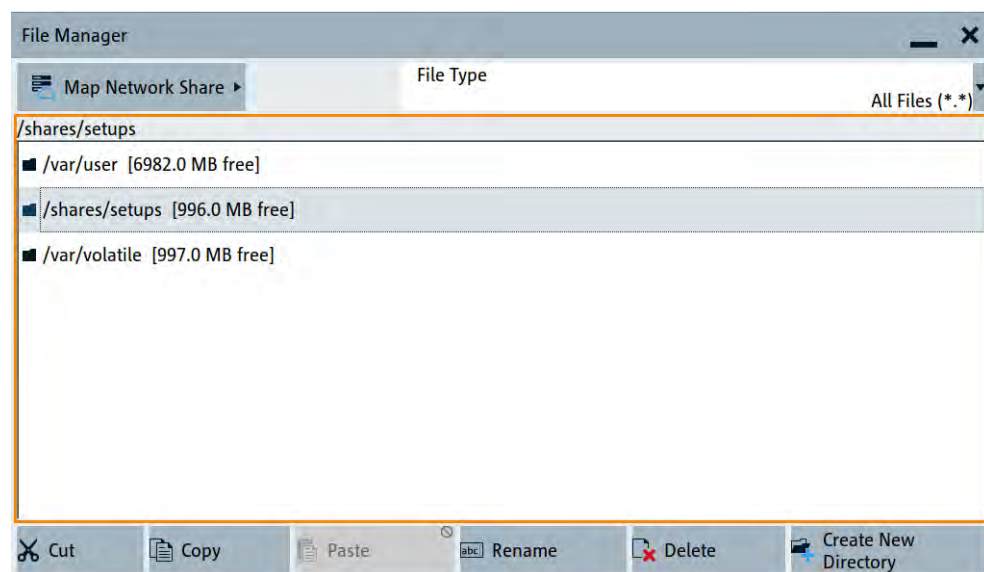 File Manager
Map Network Share
File Type
All Files (*.*)
/shares/setups
/var/user [6982.0 MB free]
/shares/setups [996.0 MB free]
/var/volatile [997.0 MB free]
Cut
Copy
Paste
abc
Rename
Delete
Create New
Directory